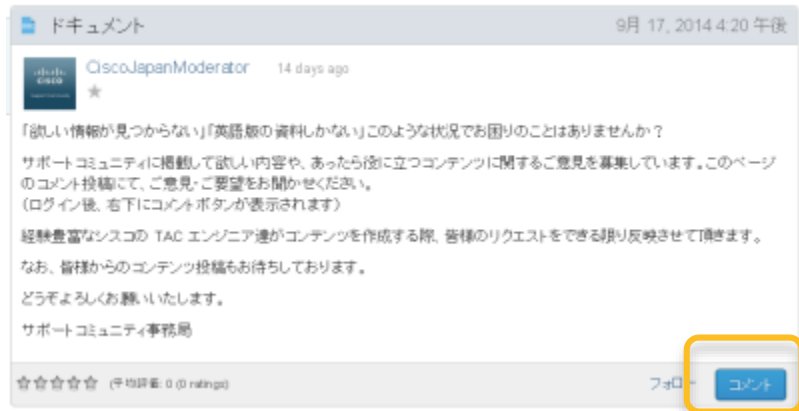 ドキュメント
9月 17, 2014 4:20 午後
CISCO
CiscoJapanModerator 14 days ago
「欲しい情報が見つからない」「英語版の資料しかない」このような状況でお困りのことはありませんか？
サポートコミュニティに掲載して欲しい内容や、あったら役に立つコンテンツに関するご意見を募集しています。このページ
のコメント投稿にて、ご意見・ご要望をお聞かせください。
（ログイン後、右下にコメントボタンが表示されます）
経験豊富なシスコの TAC エンジニア達がコンテンツを作成する際、皆様のリクエストをできる限り反映させて頂きます。
なお、皆様からのコンテンツ投稿もお待ちしております。
どうぞよろしくお願いいたします。
サポートコミュニティ事務局
(平均評価: 0 (0 ratings)
フォロー
コメント